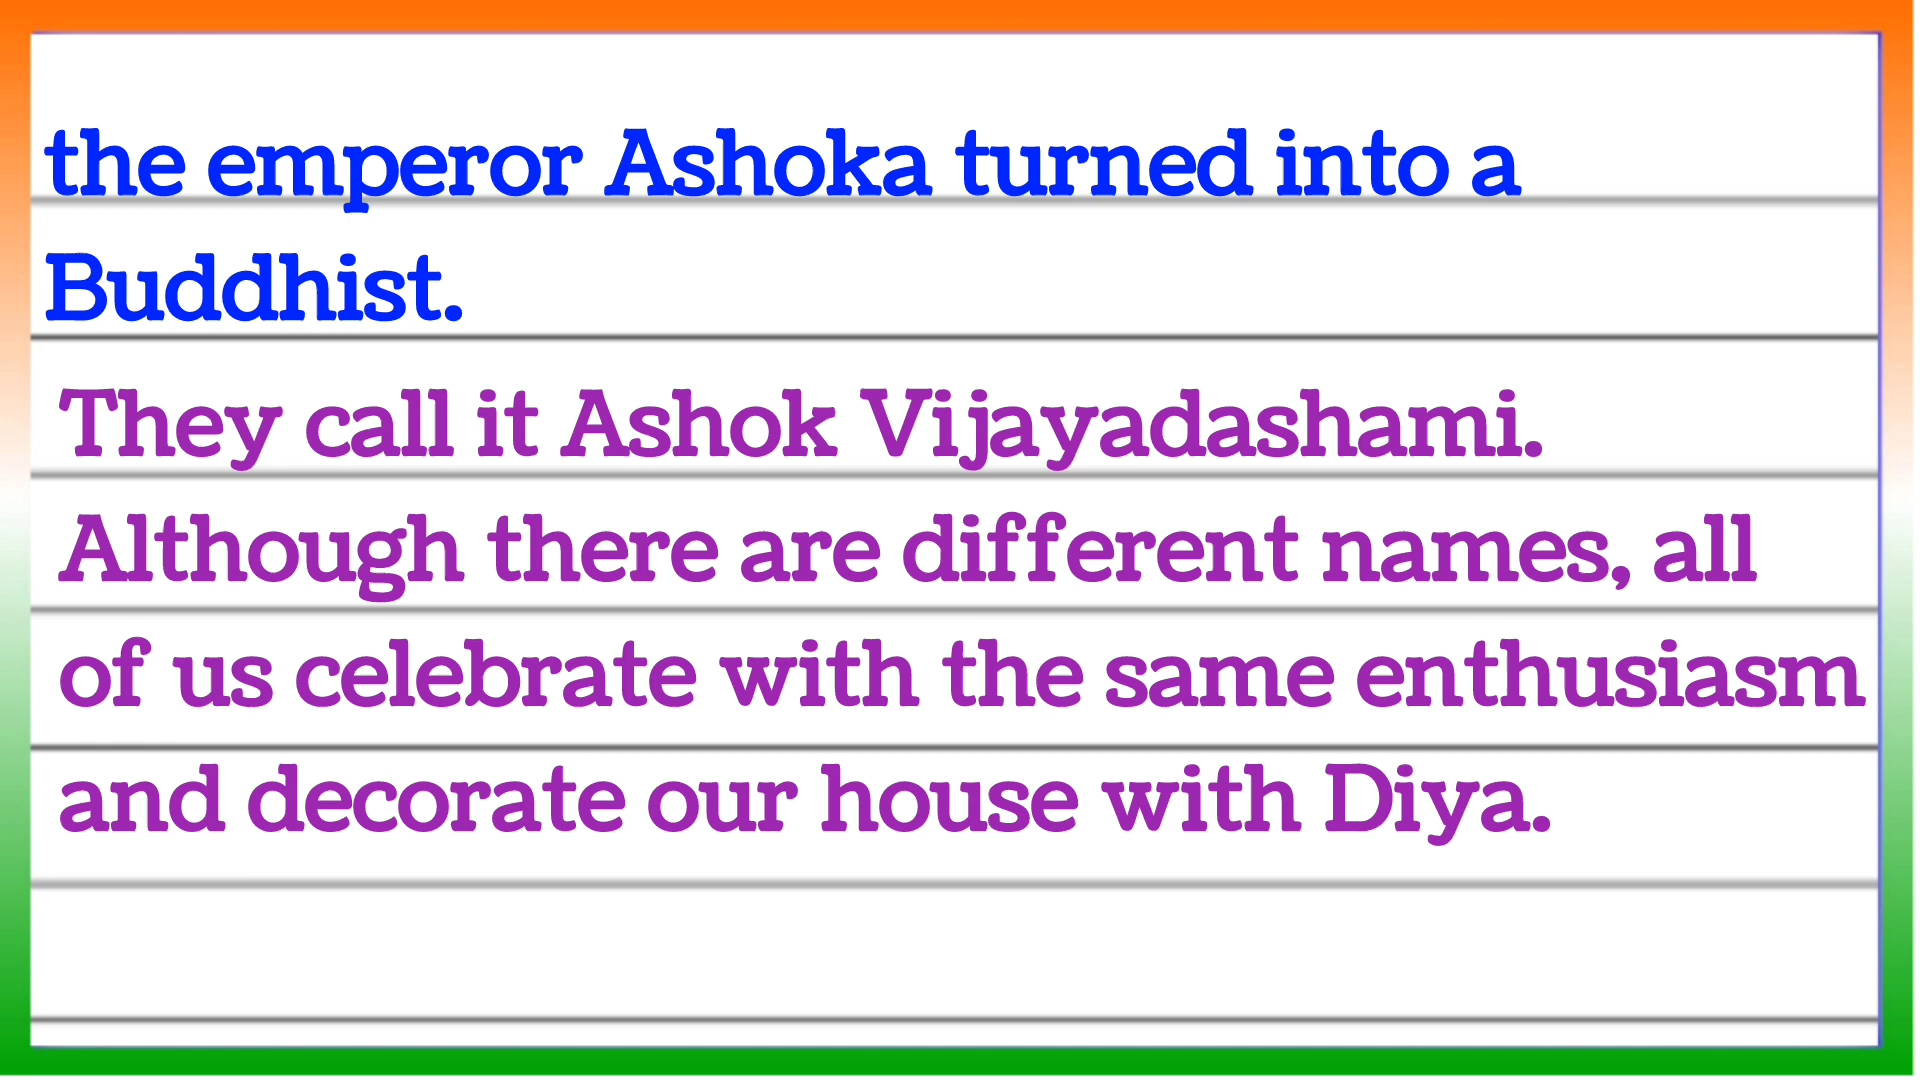 the emperor Ashoka turned into a
Buddhist.
They call it Ashok Vijayadashami.
Although there are different names, all
of us celebrate with the same enthusiasm
and decorate our house with Diya.